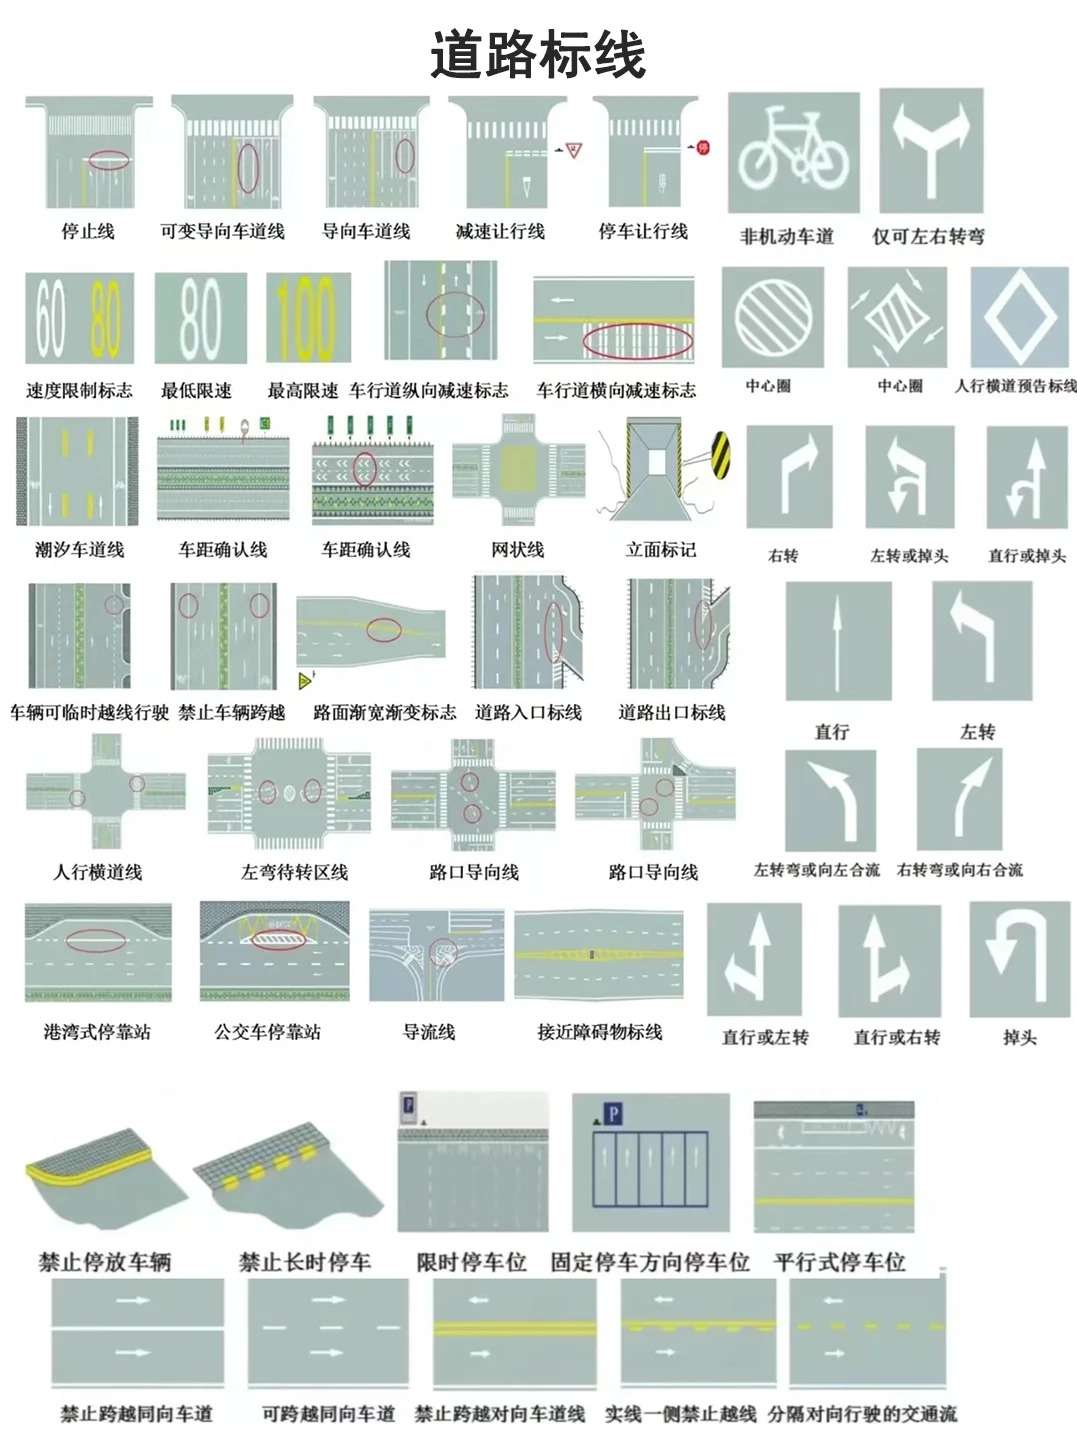 道路标线
停
停止线
可变导向车道线
导向车道线
减速让行线
停车让行线
非机动车道
仅可左右转弯
60
80
80
100
速度限制标志
最低限速
最高限速
车行道纵向减速标志
车行道横向减速标志
中心圈
中心圈
人行横道预告标线
潮汐车道线
车距确认线
车距确认线
网状线
立面标记
右转
左转或掉头
直行或掉头
车辆可临时越线行驶
禁止车辆跨越
路面渐宽渐变标志
道路入口标线
道路出口标线
直行
左转
人行横道线
左弯待转区线
路口导向线
路口导向线
左转弯或向左合流
右转弯或向右合流
港湾式停靠站
公交车停靠站
导流线
接近障碍物标线
直行或左转
直行或右转
掉头
P
P
禁止停放车辆
禁止长时停车
限时停车位
固定停车方向停车位
平行式停车位
禁止跨越同向车道
可跨越同向车道
禁止跨越对向车道线
实线一侧禁止越线
分隔对向行驶的交通流